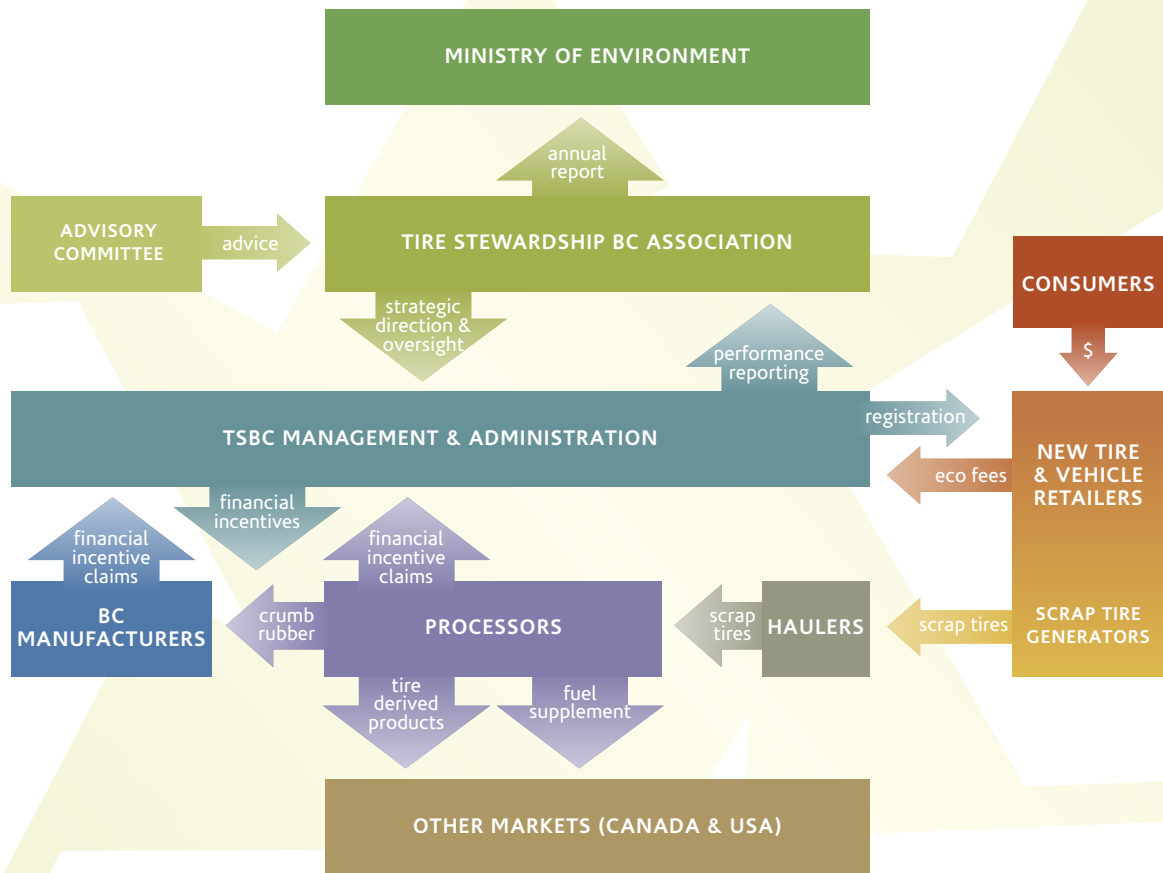 MINISTRY OF ENVIRONMENT
annual
report
ADVISORY
COMMITTEE
advice
TIRE STEWARDSHIP BC ASSOCIATION
CONSUMERS
strategic
direction &
oversight
performance
reporting
$
TSBC MANAGEMENT & ADMINISTRATION
registration
eco fees
NEW TIRE
& VEHICLE
RETAILERS
financial
incentive
claims
financial
incentives
financial
incentive
claims
BC
MANUFACTURERS
crumb
rubber
PROCESSORS
scrap
tires
HAULERS
scrap tires
SCRAP TIRE
GENERATORS
tire
derived
products
fuel
supplement
OTHER MARKETS (CANADA & USA)